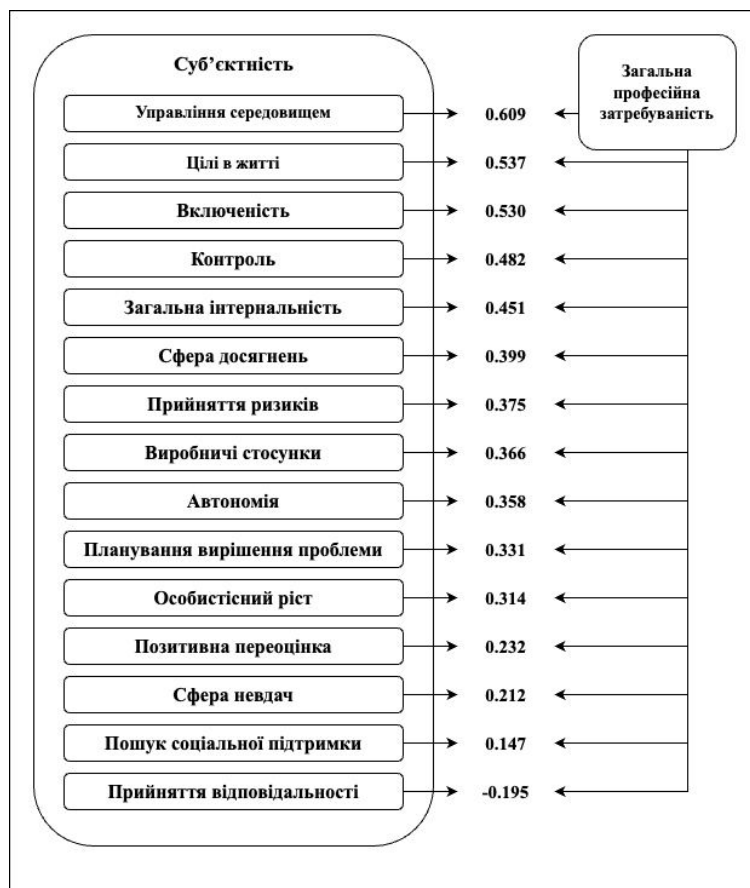 Суб’єктність
Загальна
професійна
затребуваність
Управління середовищем
0.609
Цілі в житті
0.537
Включеність
0.530
Контроль
0.482
Загальна інтернальність
0.451
Сфера досягнень
0.399
Прийняття ризиків
0.375
Виробничі стосунки
0.366
Автономія
0.358
Планування вирішення проблеми
0.331
Особистісний ріст
0.314
Позитивна переоцінка
0.232
Сфера невдач
0.212
Пошук соціальної підтримки
0.147
Прийняття відповідальності
-0.195